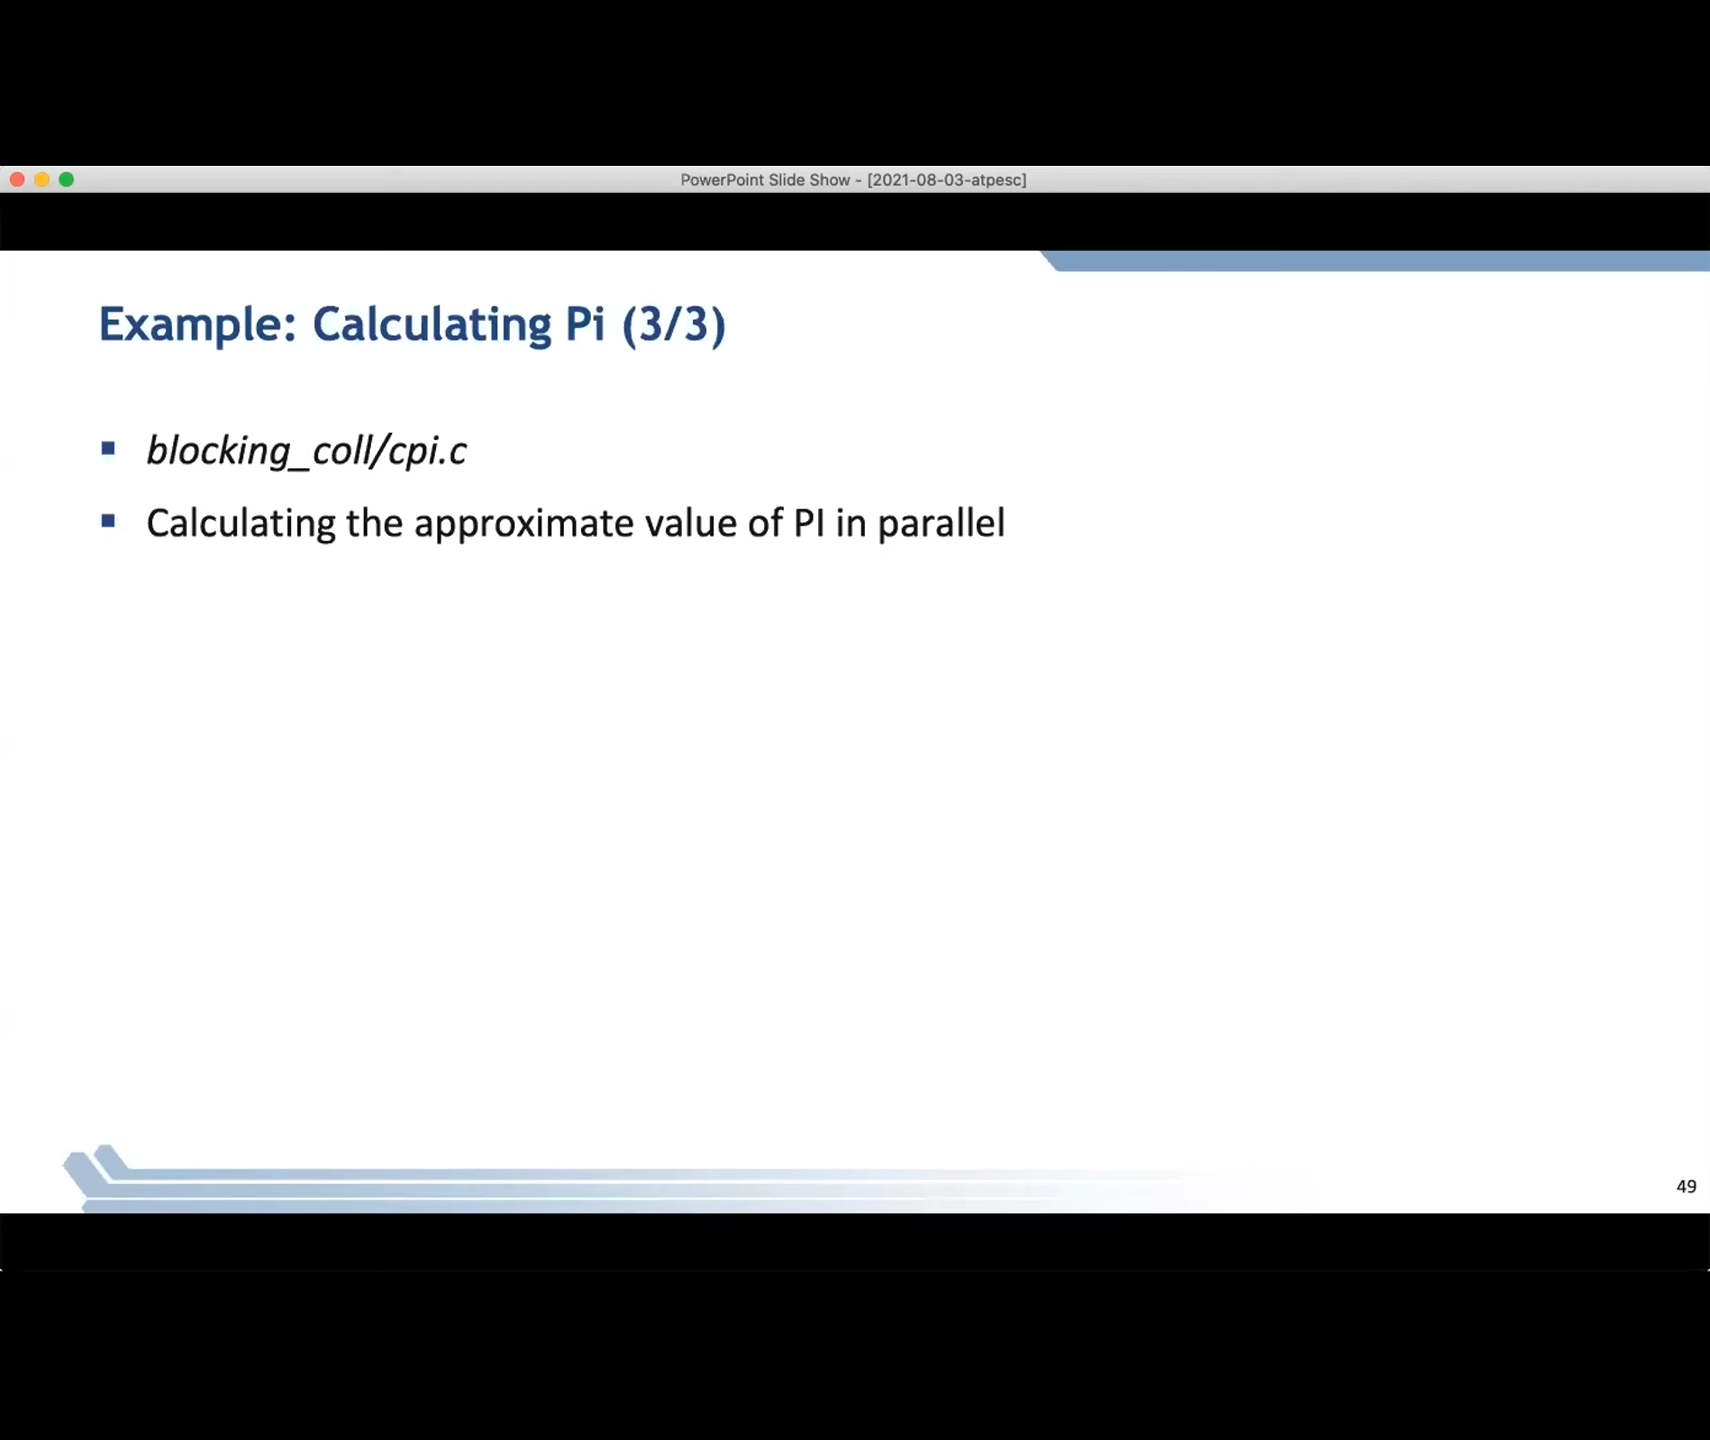 PowerPoint Slide Show - [2021-08-03-atpesc]
Example: Calculating Pi (3/3)
blocking_coll/cpi.c
Calculating the approximate value of PI in parallel
49